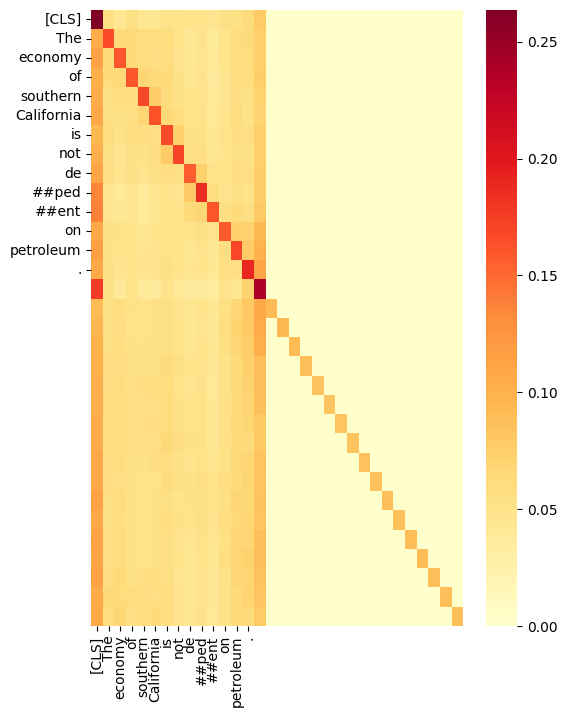 [CLS]
The
economy
of
southern
California
is
not
de
##ped
##ent
on
petroleum
.
0.25
0.20
0.15
0.10
0.05
0.00
[CLS]
The
economy
of
southern
California
is
not
de
##ped
##ent
on
petroleum
.